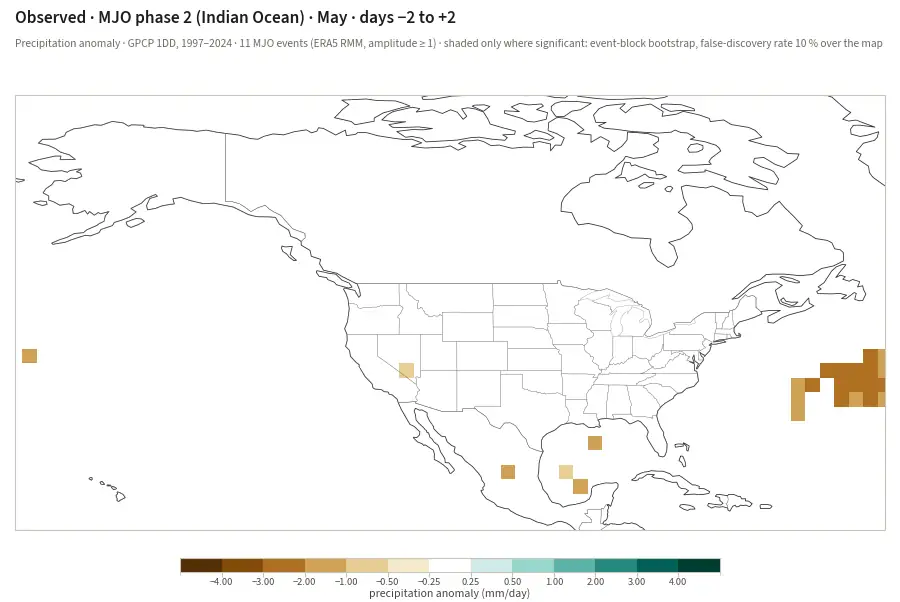 Observed · MJO phase 2 (Indian Ocean) · May · days −2 to +2
Precipitation anomaly · GPCP 1DD, 1997–2024 · 11 MJO events (ERA5 RMM, amplitude ≥ 1) · shaded only where significant: event-block bootstrap, false-discovery rate 10 % over the map
−4.00 −3.00 −2.00 −1.00 −0.50 −0.25 0.25 0.50 1.00 2.00 3.00 4.00
precipitation anomaly (mm/day)